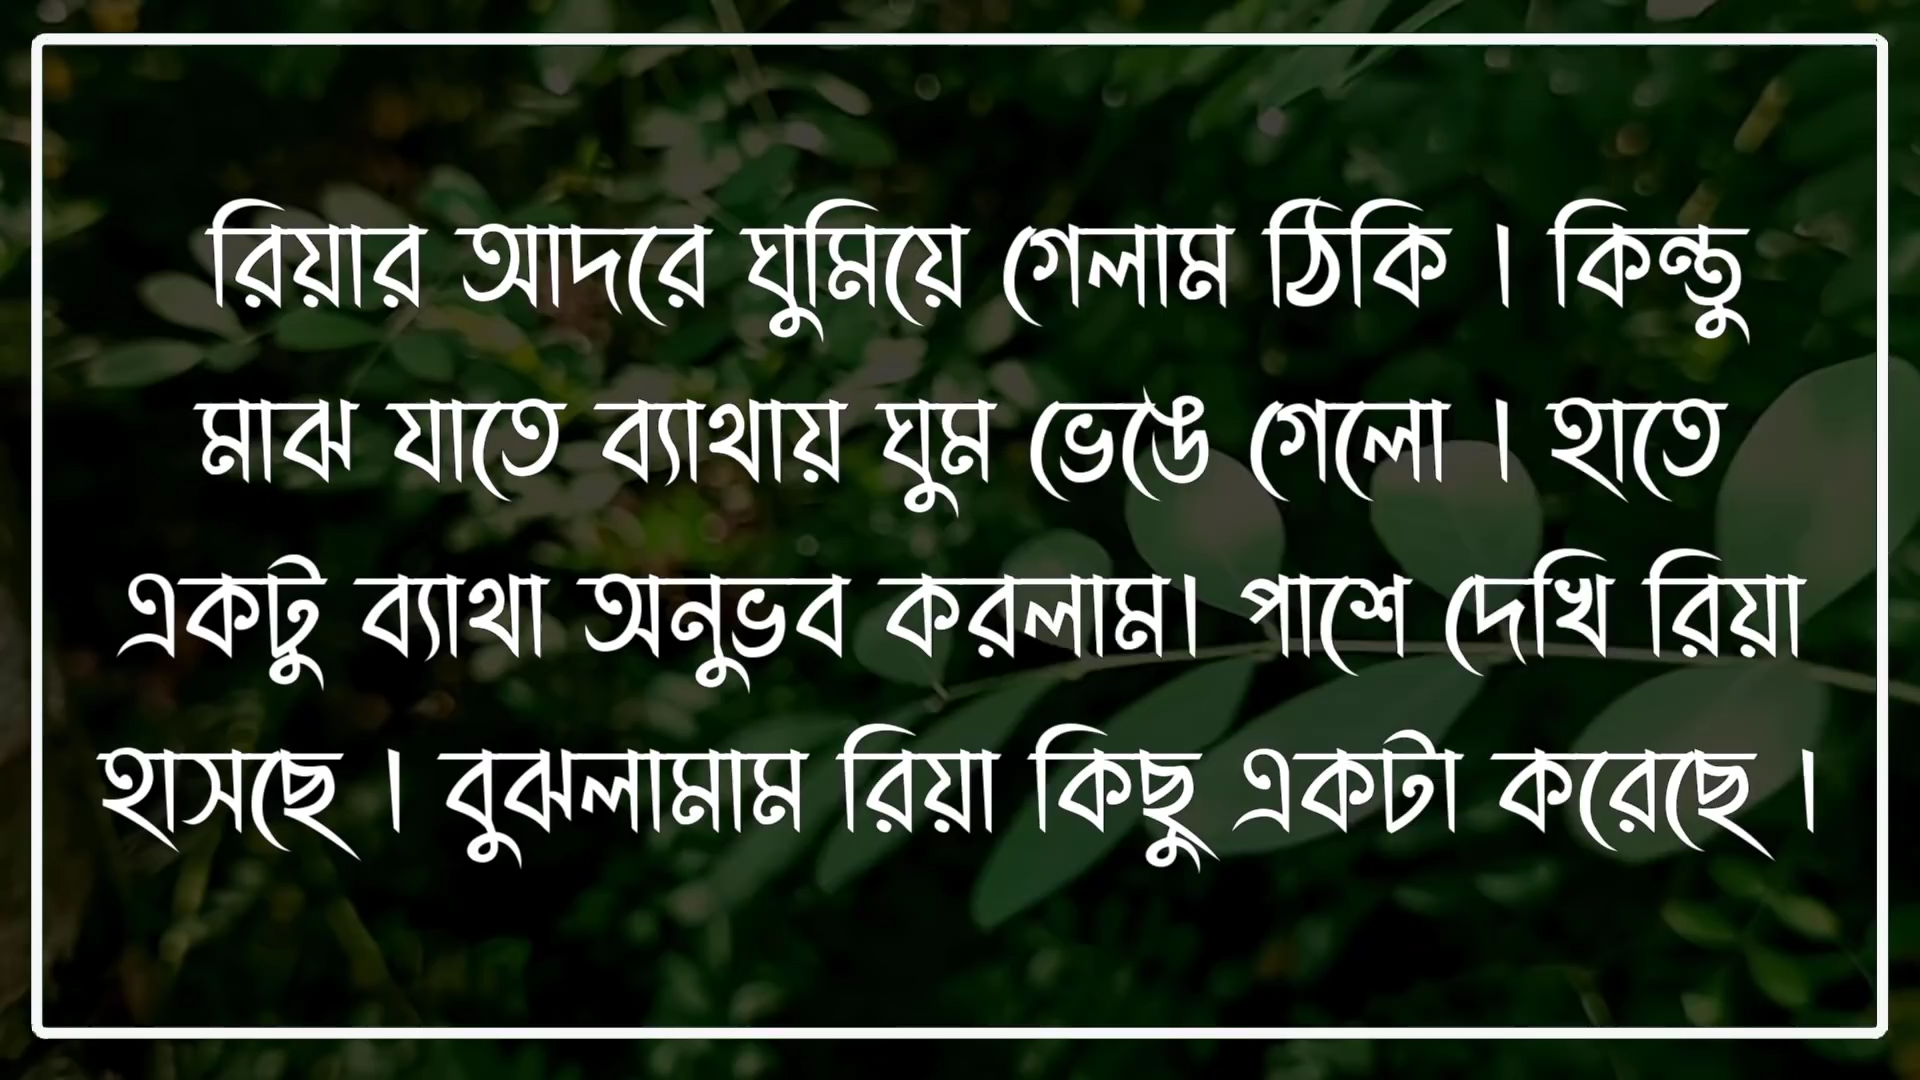 রিয়ার আদরে ঘুমিয়ে গেলাম ঠিকি । কিন্তু
মাঝ যাতে ব্যাথায় ঘুম ভেঙে গেলো । হাতে
একটু ব্যাথা অনুভব করলাম। পাশে দেখি রিয়া
হাসছে । বুঝলামাম রিয়া কিছু একটা করেছে ।